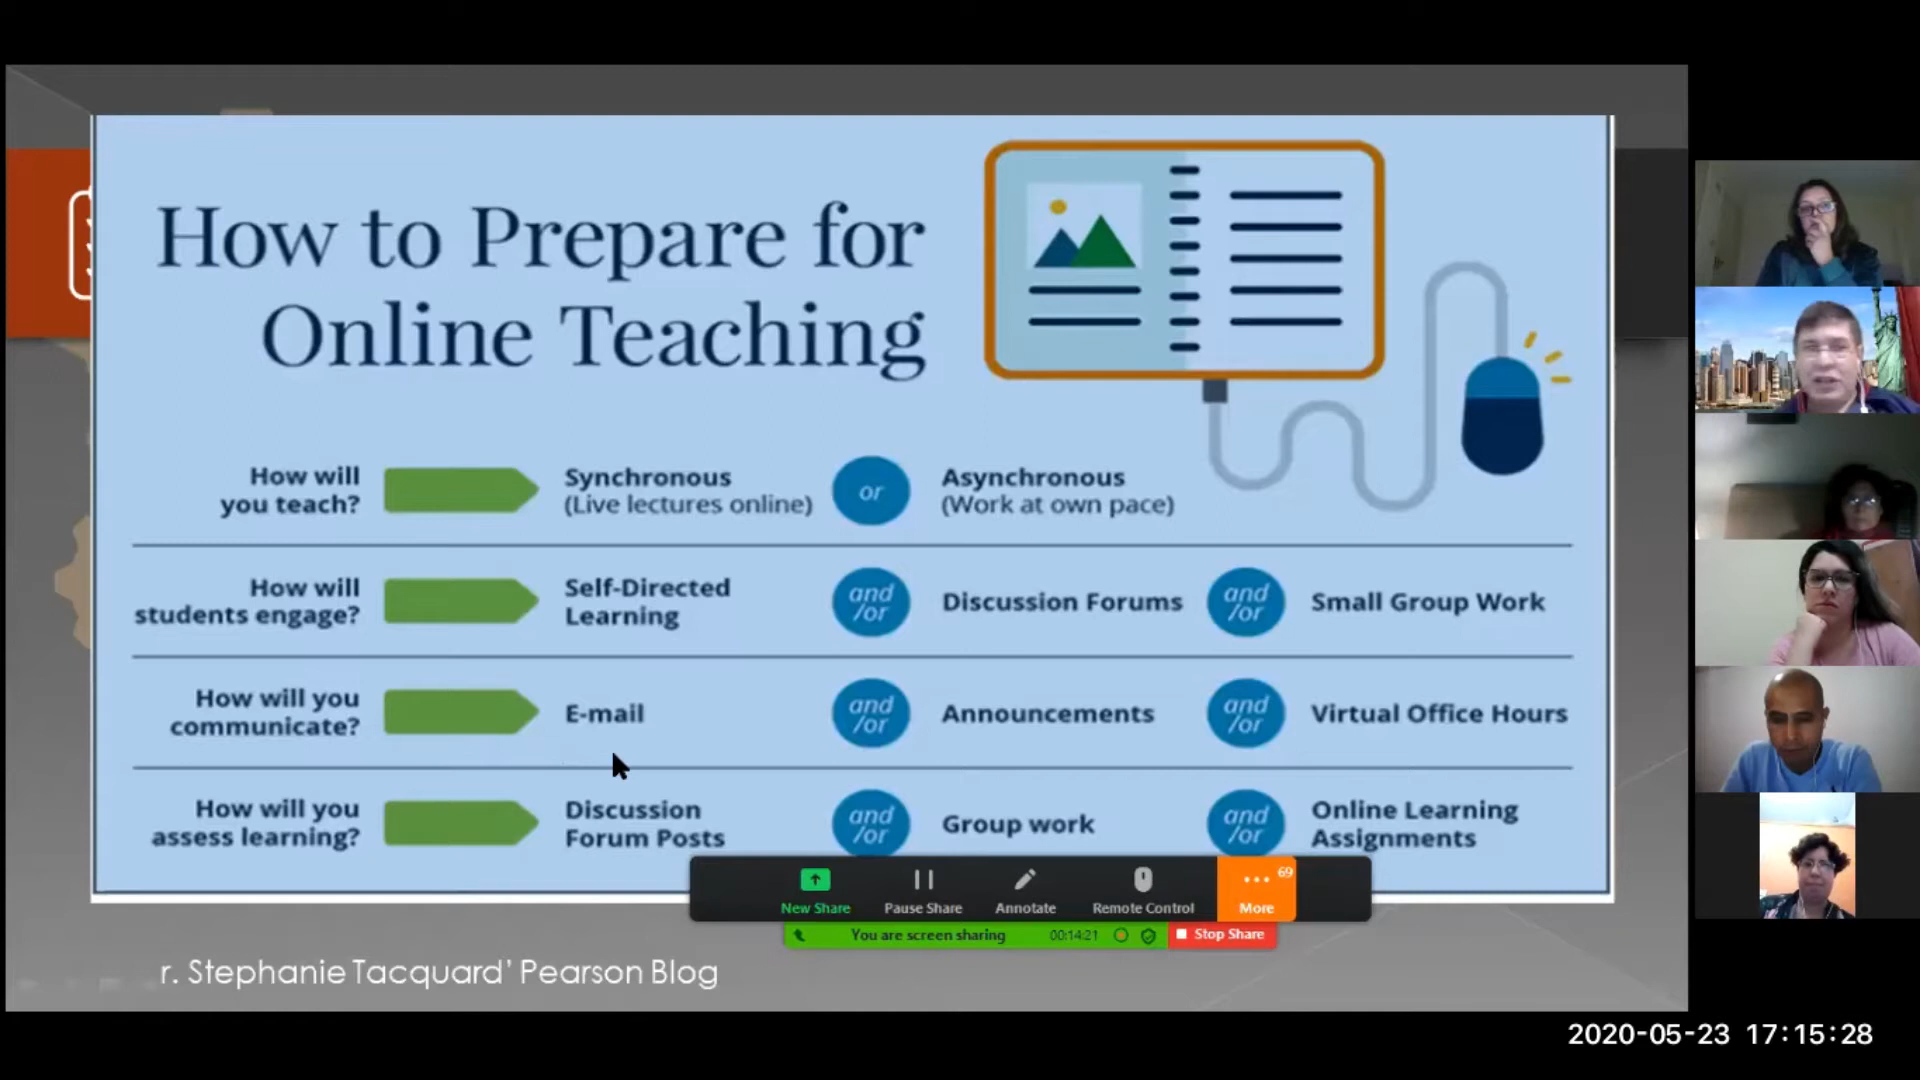 How to Prepare for
Online Teaching
How will
you teach?
Synchronous
(Live lectures online)
or
Asynchronous
(Work at own pace)
How will
students engage?
Self-Directed
Learning
and
/or
Discussion Forums
and
/or
Small Group Work
How will you
communicate?
E-mail
and
/or
Announcements
and
/or
Virtual Office Hours
How will you
assess learning?
Discussion
Forum Posts
and
/or
Group work
and
/or
Online Learning
Assignments
New Share
Pause Share
Annotate
Remote Control
69
More
You are screen sharing
00:14:21
Stop Share
r. Stephanie Tacquard’ Pearson Blog
2020-05-23 17:15:28